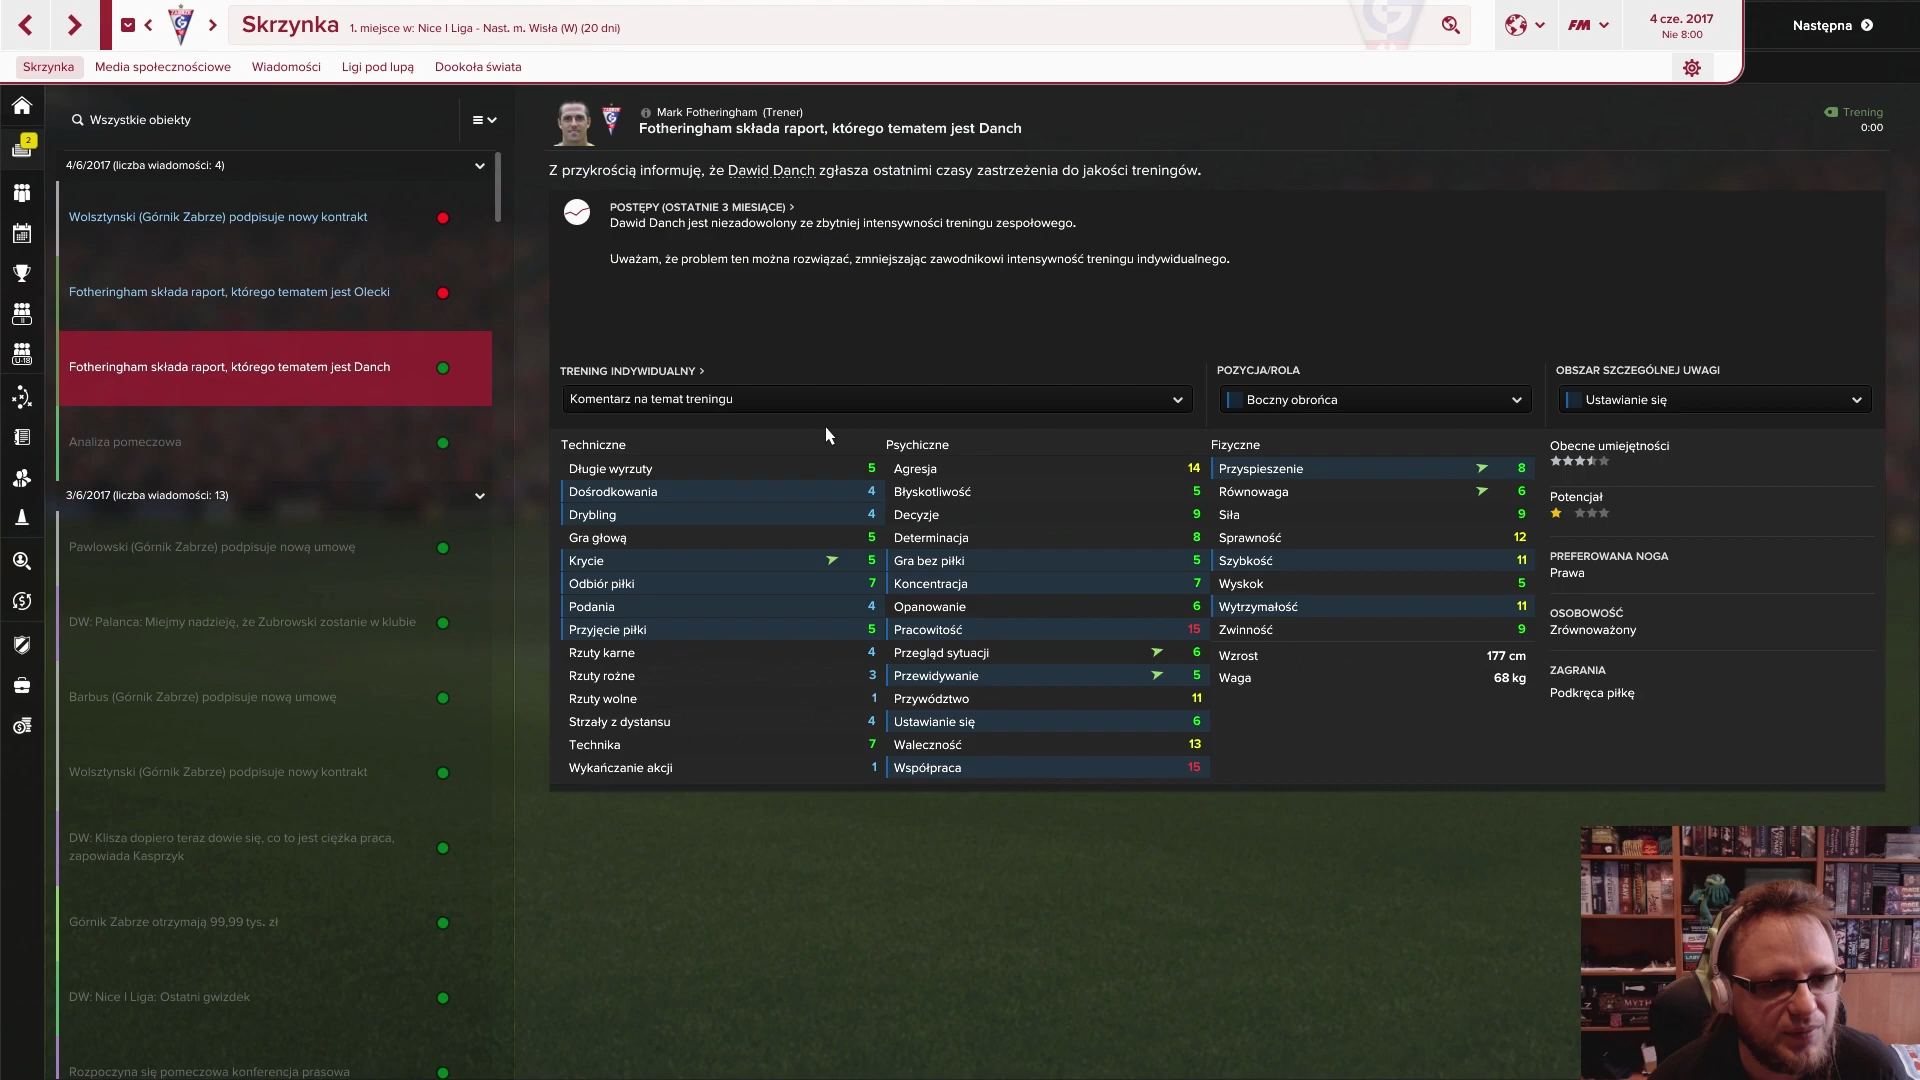 Skrzynka
1. miejsce w: Nice I Liga - Nast. m. Wisła (W) (20 dni)
FM
4 cze. 2017
Nie 8:00
Następna
Skrzynka
Media społecznościowe
Wiadomości
Ligi pod lupą
Dookoła świata
2
II
U-18
Wszystkie obiekty
4/6/2017 (liczba wiadomości: 4)
Wolsztynski (Górnik Zabrze) podpisuje nowy kontrakt
Fotheringham składa raport, którego tematem jest Olecki
Fotheringham składa raport, którego tematem jest Danch
Analiza pomeczowa
3/6/2017 (liczba wiadomości: 13)
Pawlowski (Górnik Zabrze) podpisuje nową umowę
DW: Palanca: Miejmy nadzieję, że Zubrowski zostanie w klubie
Barbus (Górnik Zabrze) podpisuje nową umowę
Wolsztynski (Górnik Zabrze) podpisuje nowy kontrakt
DW: Klisza dopiero teraz dowie się, co to jest ciężka praca,
zapowiada Kasprzyk
Górnik Zabrze otrzymają 99,99 tys. zł
DW: Nice I Liga: Ostatni gwizdek
Rozpoczyna się pomeczowa konferencja prasowa
Mark Fotheringham (Trener)
Fotheringham składa raport, którego tematem jest Danch
Trening
0:00
Z przykrością informuję, że Dawid Danch zgłasza ostatnimi czasy zastrzeżenia do jakości treningów.
POSTĘPY (OSTATNIE 3 MIESIĄCE) >
Dawid Danch jest niezadowolony ze zbytniej intensywności treningu zespołowego.
Uważam, że problem ten można rozwiązać, zmniejszając zawodnikowi intensywność treningu indywidualnego.
TRENING INDYWIDUALNY >
Komentarz na temat treningu
POZYCJA/ROLA
Boczny obrońca
OBSZAR SZCZEGÓLNEJ UWAGI
Ustawianie się
Techniczne
Długie wyrzuty 5
Dośrodkowania 4
Drybling 4
Gra głową 5
Krycie 5
Odbiór piłki 7
Podania 4
Przyjęcie piłki 5
Rzuty karne 4
Rzuty rożne 3
Rzuty wolne 1
Strzały z dystansu 4
Technika 7
Wykańczanie akcji 1
Psychiczne
Agresja 14
Błyskotliwość 5
Decyzje 9
Determinacja 8
Gra bez piłki 5
Koncentracja 7
Opanowanie 6
Pracowitość 15
Przegląd sytuacji 6
Przewidywanie 5
Przywództwo 11
Ustawianie się 6
Waleczność 13
Współpraca 15
Fizyczne
Przyspieszenie 8
Równowaga 6
Siła 9
Sprawność 12
Szybkość 11
Wyskok 5
Wytrzymałość 11
Zwinność 9
Wzrost 177 cm
Waga 68 kg
Obecne umiejętności
Potencjał
PREFEROWANA NOGA
Prawa
OSOBOWOŚĆ
Zrównoważony
ZAGRANIA
Podkręca piłkę